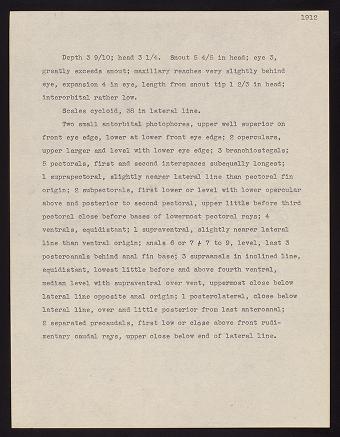 1912
Depth 3 9/10; head 3 1/4. Snout 5 4/5 in head; eye 3,
greatly exceeds snout; maxillary reaches very slightly behind
eye, expansion 4 in eye, length from snout tip 1 2/3 in head;
interorbital rather low.
Scales cycloid, 38 in lateral line.
Two small antorbital photophores, upper well superior on
front eye edge, lower at lower front eye edge; 2 operculars,
upper larger and level with lower eye edge; 3 branchiostegals;
5 pectorals, first and second interspaces subequally longest;
1 suprapectoral, slightly nearer lateral line than pectoral fin
origin; 2 subpectorals, first lower or level with lower opercular
above and posterior to second pectoral, upper little before third
pectoral close before bases of lowermost pectoral rays; 4
ventrals, equidistant; 1 supraventral, slightly nearer lateral
line than ventral origin; anals 6 or 7 + 7 to 9, level, last 3
posteroanals behind anal fin base; 3 supraanals in inclined line,
equidistant, lowest little before and above fourth ventral,
median level with supraventral over vent, uppermost close below
lateral line opposite anal origin; 1 posterolateral, close below
lateral line, over and little posterior from last anteroanal;
2 separated precaudals, first low or close above front rudi-
mentary caudal rays, upper close below end of lateral line.